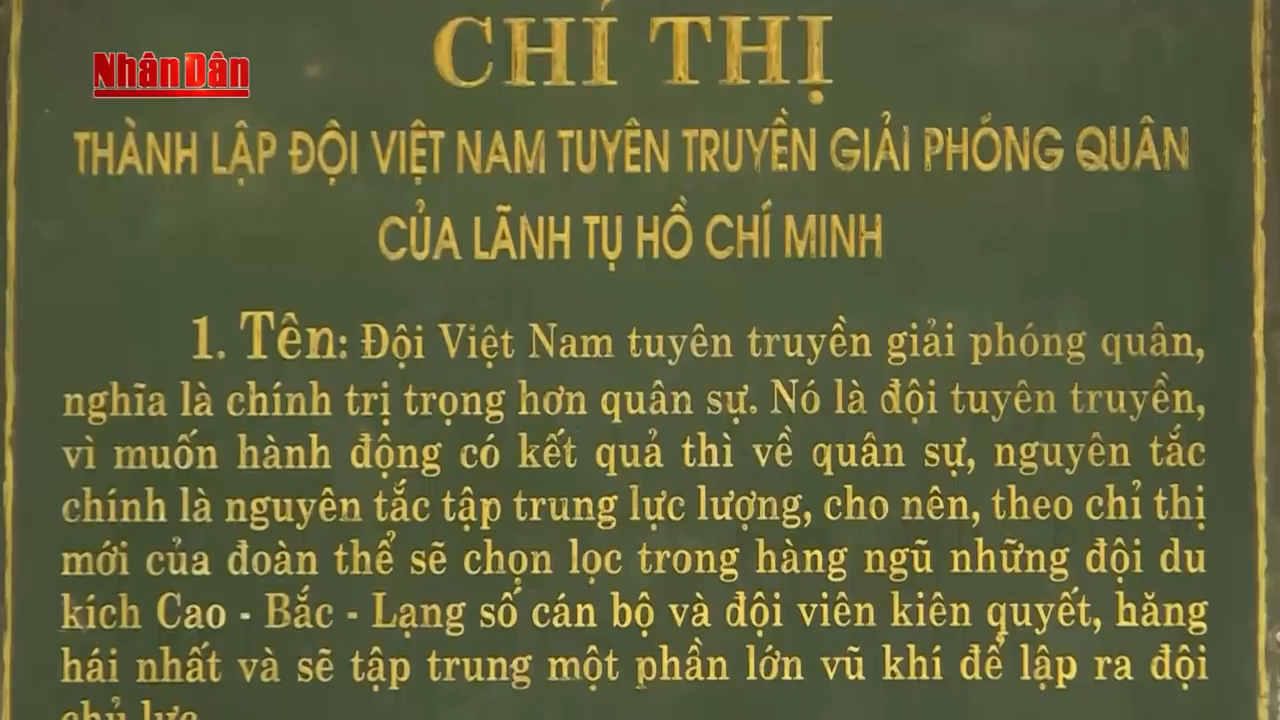 Nhân Dân
CHỈ THỊ
THÀNH LẬP ĐỘI VIỆT NAM TUYÊN TRUYỀN GIẢI PHÓNG QUÂN
CỦA LÃNH TỤ HỒ CHÍ MINH
1. Tên: Đội Việt Nam tuyên truyền giải phóng quân,
nghĩa là chính trị trọng hơn quân sự. Nó là đội tuyên truyền,
vì muốn hành động có kết quả thì về quân sự, nguyên tắc
chính là nguyên tắc tập trung lực lượng, cho nên, theo chỉ thị
mới của đoàn thể sẽ chọn lọc trong hàng ngũ những đội du
kích Cao - Bắc - Lạng số cán bộ và đội viên kiên quyết, hăng
hái nhất và sẽ tập trung một phần lớn vũ khí để lập ra đội
chủ lực.